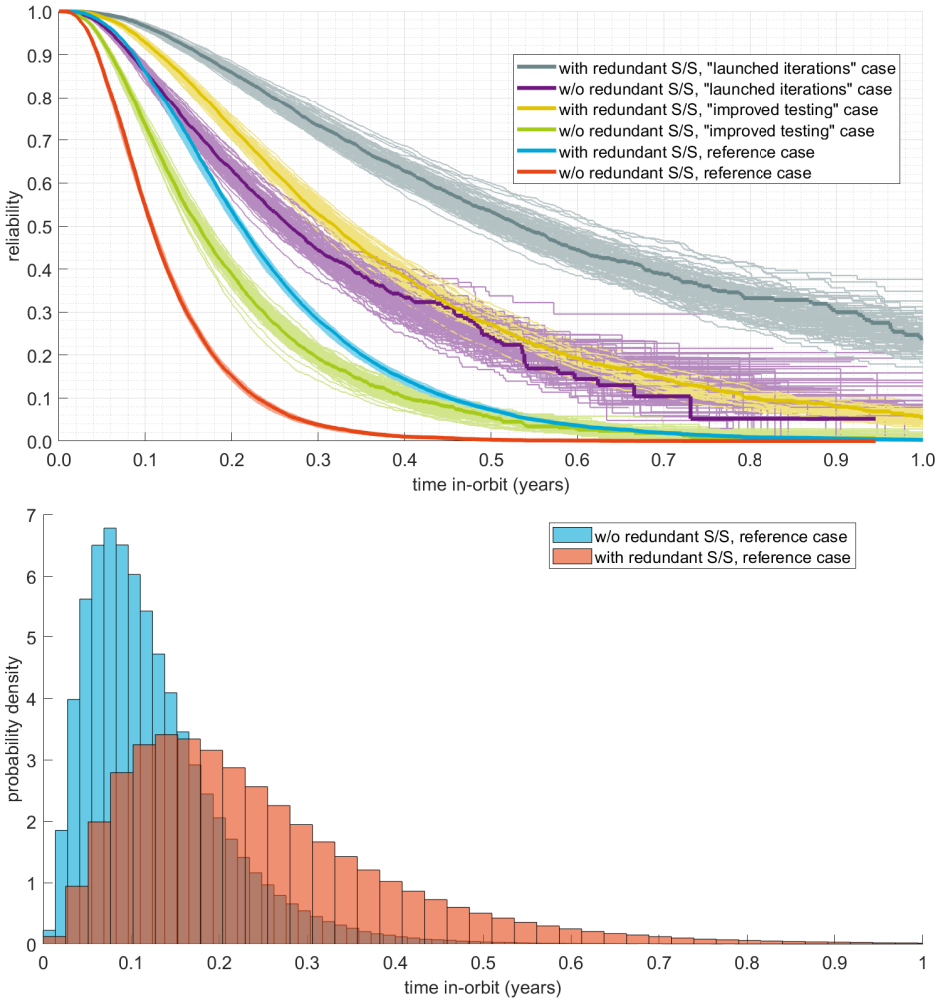 1.0
0.9
0.8
0.7
0.6
0.5
0.4
0.3
0.2
0.1
0.0
reliability
with redundant S/S, "launched iterations" case
w/o redundant S/S, "launched iterations" case
with redundant S/S, "improved testing" case
w/o redundant S/S, "improved testing" case
with redundant S/S, reference case
w/o redundant S/S, reference case
0.0 0.1 0.2 0.3 0.4 0.5 0.6 0.7 0.8 0.9 1.0
time in-orbit (years)
7
6
5
4
3
2
1
0
probability density
w/o redundant S/S, reference case
with redundant S/S, reference case
0 0.1 0.2 0.3 0.4 0.5 0.6 0.7 0.8 0.9 1
time in-orbit (years)